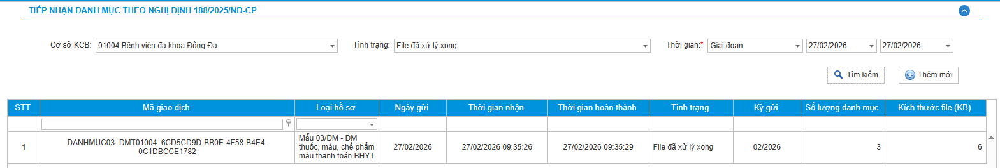 TIẾP NHẬN DANH MỤC THEO NGHỊ ĐỊNH 188/2025/ND-CP
Cơ sở KCB: 01004 Bệnh viện đa khoa Đống Đa Tình trạng: File đã xử lý xong Thời gian:* Giai đoạn 27/02/2026 27/02/2026
Tìm kiếm Thêm mới
STT Mã giao dịch Loại hồ sơ Ngày gửi Thời gian nhận Thời gian hoàn thành Tình trạng Kỳ gửi Số lượng danh mục Kích thước file (KB)
1 DANHMUC03_DMT01004_6CD5CD9D-BB0E-4F58-B4E4-
0C1DBCCE1782
Mẫu 03/DM - DM
thuốc, máu, chế phẩm
máu thanh toán BHYT
27/02/2026 27/02/2026 09:35:26 27/02/2026 09:35:29 File đã xử lý xong 02/2026 3 6